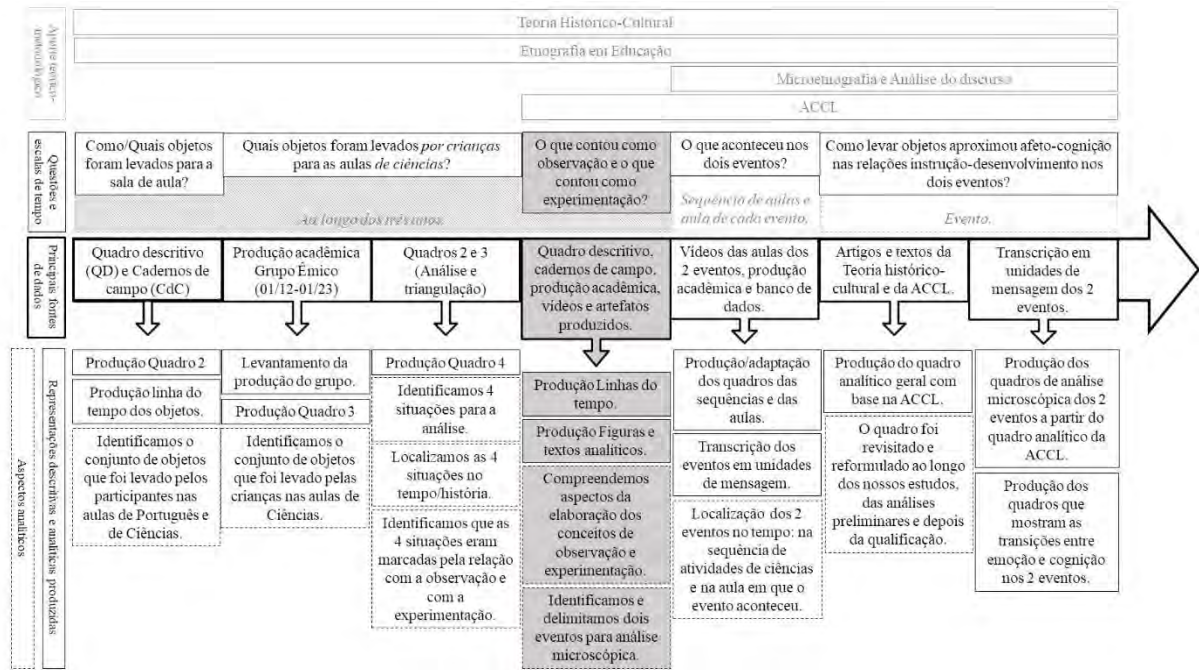 Aporte teórico-
metodológico
Teoria Histórico-Cultural
Etnografia em Educação
Microetnografia e Análise do discurso
ACCL
Questões e
escalas de tempo
Como/Quais objetos
foram levados para a
sala de aula?
Quais objetos foram levados por crianças
para as aulas de ciências?
Ao longo dos três anos.
O que contou como
observação e o que
contou como
experimentação?
O que aconteceu nos
dois eventos?
Sequência de aulas e
aula de cada evento.
Como levar objetos aproximou afeto-cognição
nas relações instrução-desenvolvimento nos
dois eventos?
Evento.
Principais fontes
de dados
Quadro descritivo
(QD) e Cadernos de
campo (CdC)
Produção acadêmica
Grupo Êmico
(01/12-01/23)
Quadros 2 e 3
(Análise e
triangulação)
Quadro descritivo,
cadernos de campo,
produção acadêmica,
vídeos e artefatos
produzidos.
Vídeos das aulas dos
2 eventos, produção
acadêmica e banco de
dados.
Artigos e textos da
Teoria histórico-
cultural e da ACCL.
Transcrição em
unidades de
mensagem dos 2
eventos.
Aspectos analíticos
Representações descritivas e analíticas produzidas
Produção Quadro 2
Produção linha do
tempo dos objetos.
Identificamos o
conjunto de objetos
que foi levado pelos
participantes nas
aulas de Português e
de Ciências.
Levantamento da
produção do grupo.
Produção Quadro 3
Identificamos o
conjunto de objetos
que foi levado pelas
crianças nas aulas de
Ciências.
Produção Quadro 4
Identificamos 4
situações para a
análise.
Localizamos as 4
situações no
tempo/história.
Identificamos que as
4 situações eram
marcadas pela relação
com a observação e
com a
experimentação.
Produção Linhas do
tempo.
Produção Figuras e
textos analíticos.
Compreendemos
aspectos da
elaboração dos
conceitos de
observação e
experimentação.
Identificamos e
delimitamos dois
eventos para análise
microscópica.
Produção/adaptação
dos quadros das
sequências e das
aulas.
Transcrição dos
eventos em unidades
de mensagem.
Localização dos 2
eventos no tempo: na
sequência de
atividades de ciências
e na aula em que o
evento aconteceu.
Produção do quadro
analítico geral com
base na ACCL.
O quadro foi
revisitado e
reformulado ao longo
dos nossos estudos,
das análises
preliminares e depois
da qualificação.
Produção dos
quadros de análise
microscópica dos 2
eventos a partir do
quadro analítico da
ACCL.
Produção dos
quadros que
mostram as
transições entre
emoção e cognição
nos 2 eventos.